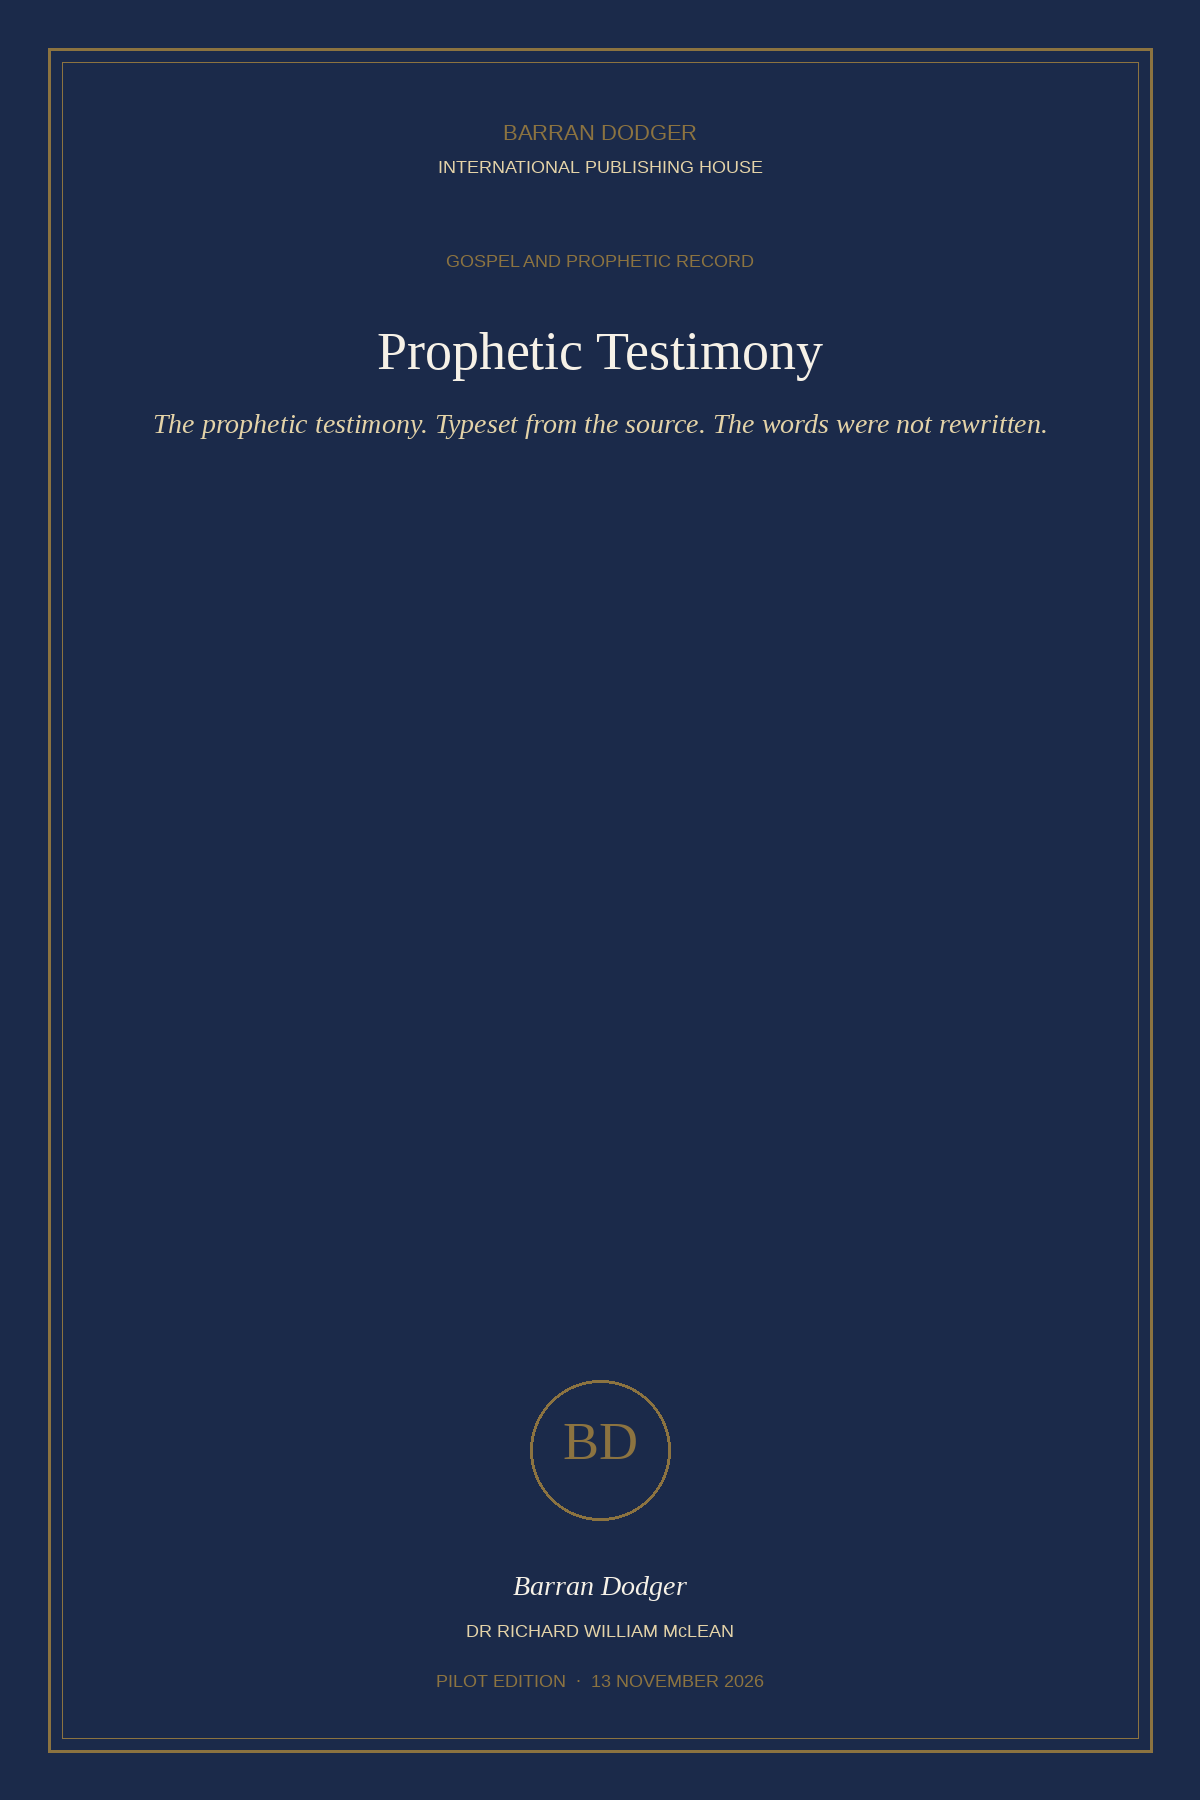 BARRAN DODGER
INTERNATIONAL PUBLISHING HOUSE
GOSPEL AND PROPHETIC RECORD
Prophetic Testimony
The prophetic testimony. Typeset from the source. The words were not rewritten.
BD
Barran Dodger
DR RICHARD WILLIAM McLEAN
PILOT EDITION · 13 NOVEMBER 2026